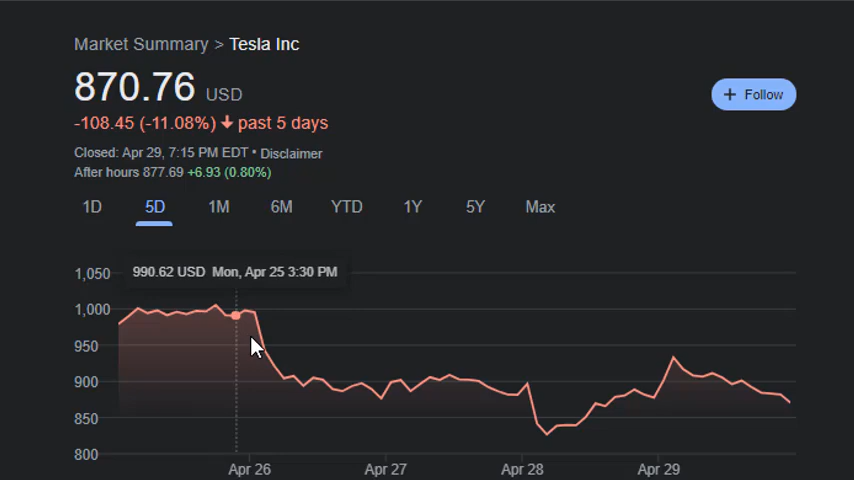 Market Summary > Tesla Inc
870.76 USD
+ Follow
-108.45 (-11.08%) ↓ past 5 days
Closed: Apr 29, 7:15 PM EDT • Disclaimer
After hours 877.69 +6.93 (0.80%)
1D 5D 1M 6M YTD 1Y 5Y Max
990.62 USD Mon, Apr 25 3:30 PM
1,050
1,000
950
900
850
800
Apr 26 Apr 27 Apr 28 Apr 29